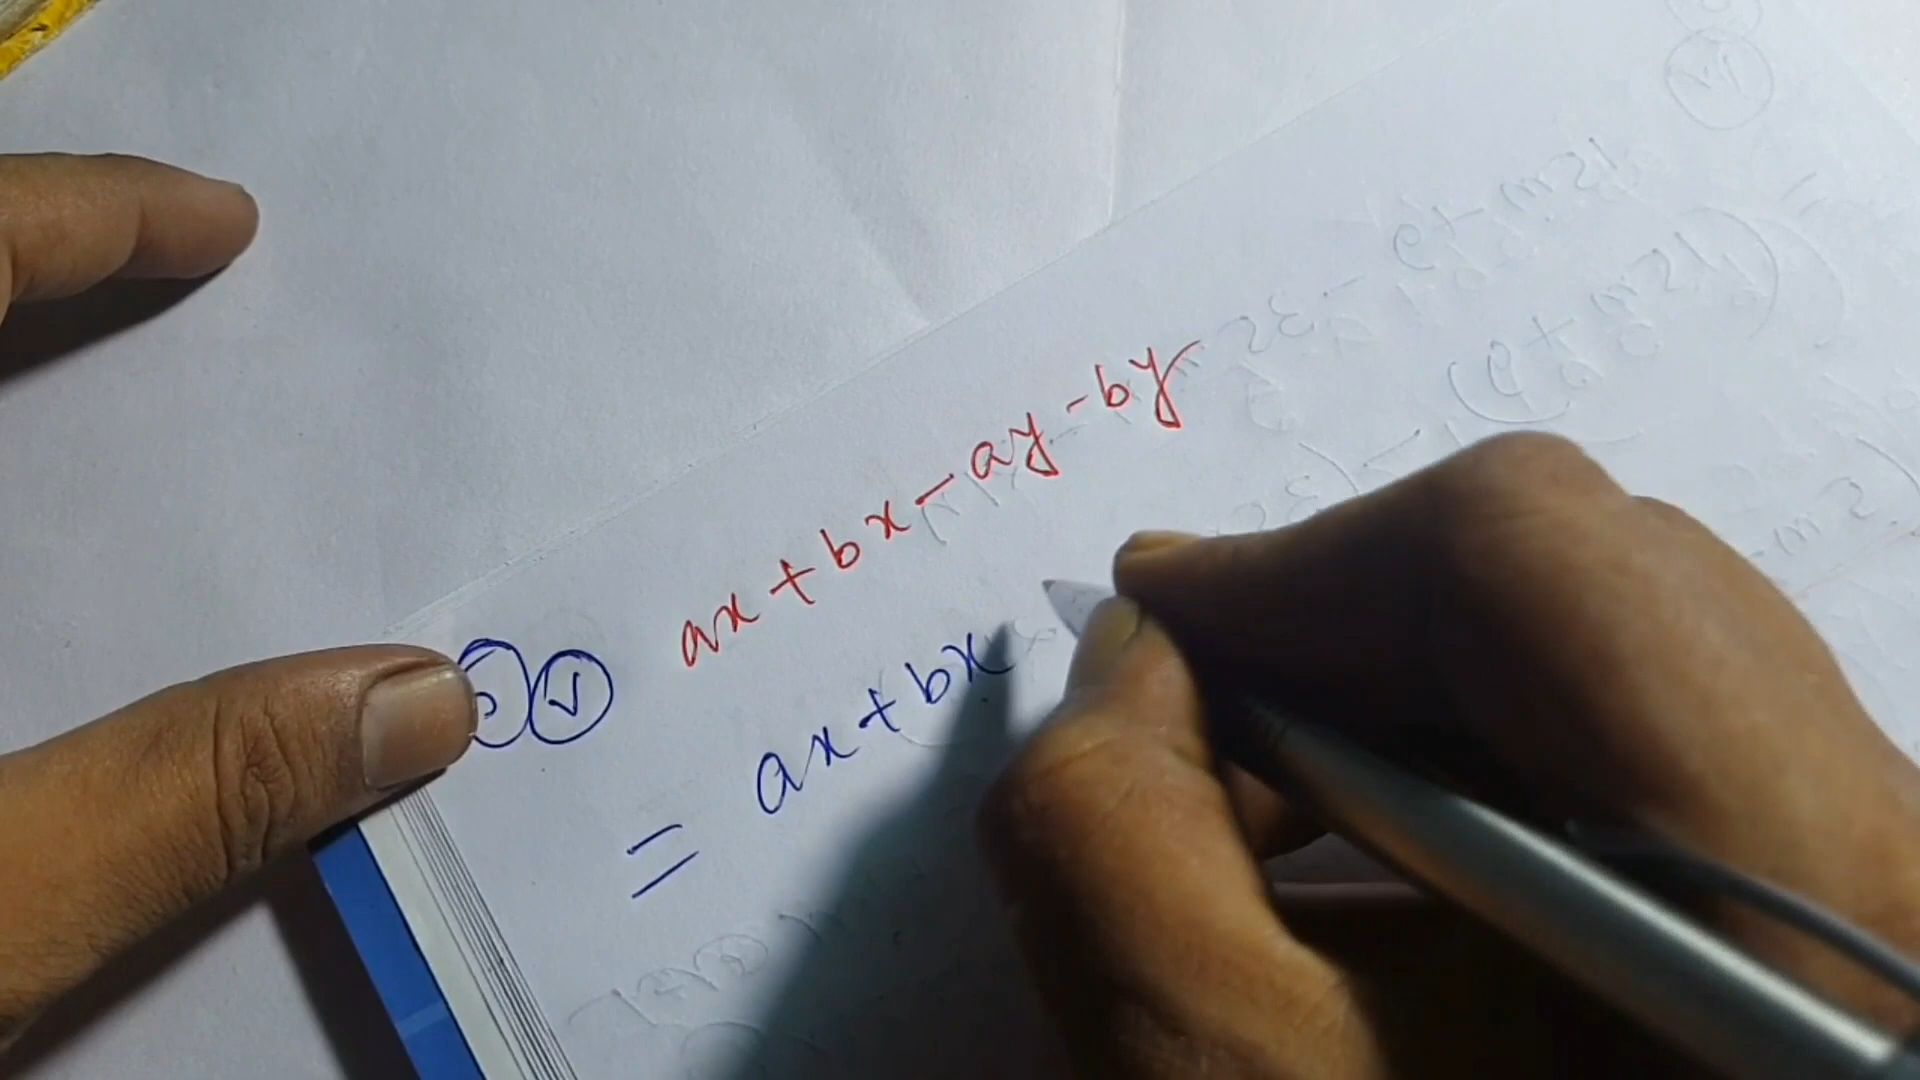 v ax + bx - ay - by
= ax + bx